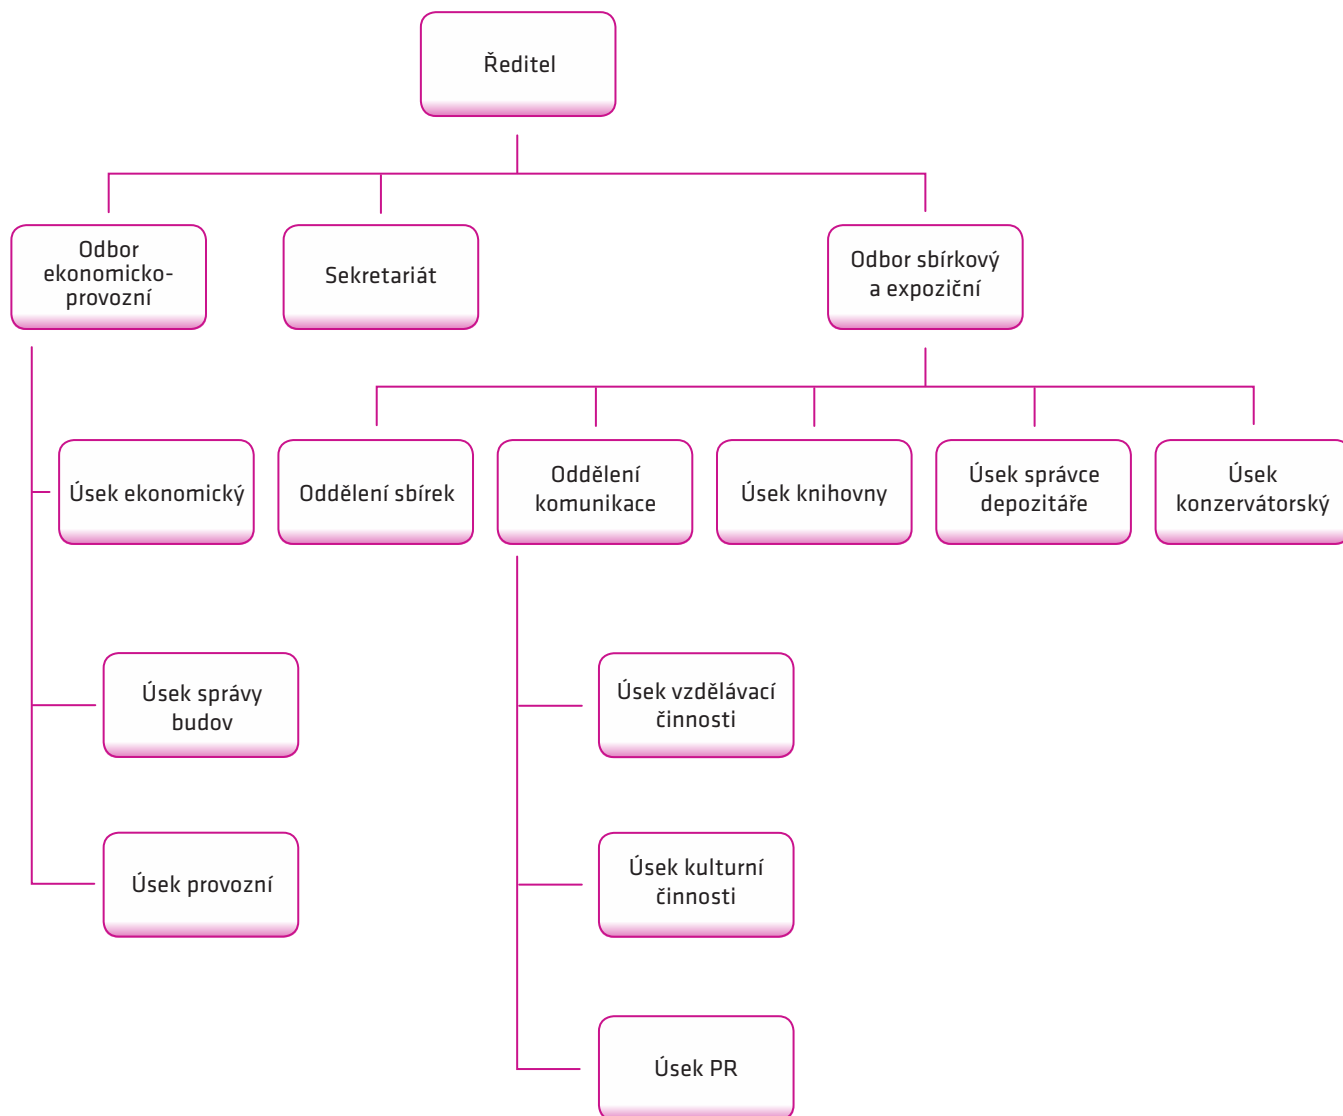 Ředitel
Odbor
ekonomicko-
provozní
Sekretariát
Odbor sbírkový
a expoziční
Úsek ekonomický
Oddělení sbírek
Oddělení
komunikace
Úsek knihovny
Úsek správce
depozitáře
Úsek
konzervátorský
Úsek správy
budov
Úsek vzdělávací
činnosti
Úsek provozní
Úsek kulturní
činnosti
Úsek PR